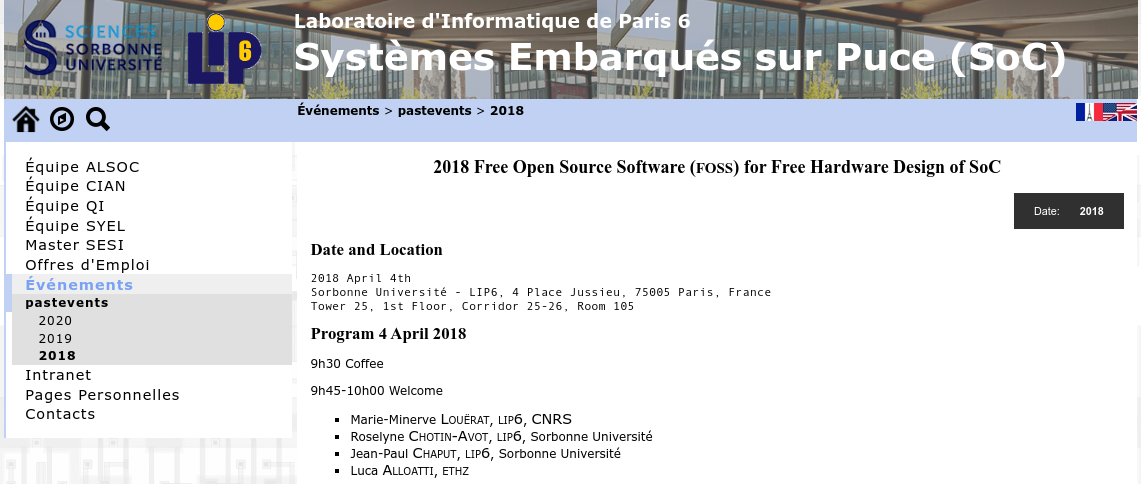 SCIENCES
SORBONNE
UNIVERSITÉ
LIP6
Laboratoire d'Informatique de Paris 6
Systèmes Embarqués sur Puce (SoC)
Événements > pastevents > 2018
Équipe ALSOC
Équipe CIAN
Équipe QI
Équipe SYEL
Master SESI
Offres d'Emploi
Événements
pastevents
2020
2019
2018
Intranet
Pages Personnelles
Contacts
2018 Free Open Source Software (FOSS) for Free Hardware Design of SoC
Date: 2018
Date and Location
2018 April 4th
Sorbonne Université - LIP6, 4 Place Jussieu, 75005 Paris, France
Tower 25, 1st Floor, Corridor 25-26, Room 105
Program 4 April 2018
9h30 Coffee
9h45-10h00 Welcome
Marie-Minerve LOUËRAT, LIP6, CNRS
Roselyne CHOTIN-AVOT, LIP6, Sorbonne Université
Jean-Paul CHAPUT, LIP6, Sorbonne Université
Luca ALLOATTI, ETHZ